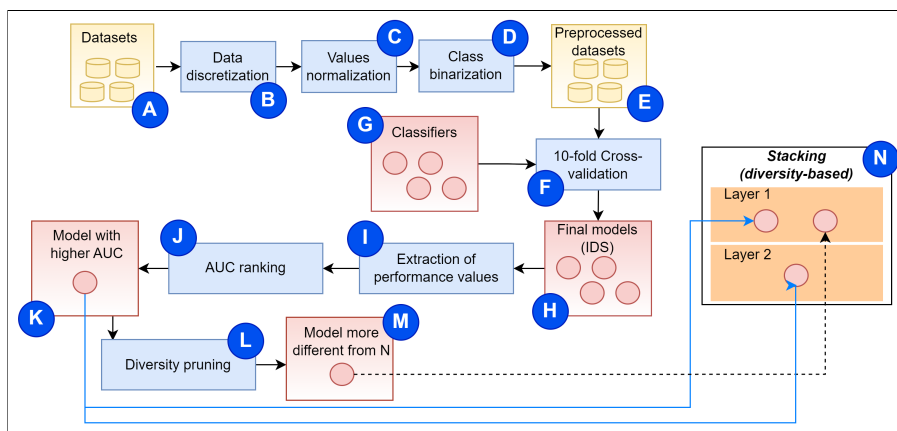 Datasets
A
Data
discretization
B
Values
normalization
C
Class
binarization
D
Preprocessed
datasets
E
G
Classifiers
10-fold Cross-
validation
F
Final models
(IDS)
H
I
Extraction of
performance values
J
AUC ranking
Model with
higher AUC
K
L
Diversity pruning
M
Model more
different from N
N
Stacking
(diversity-based)
Layer 1
Layer 2